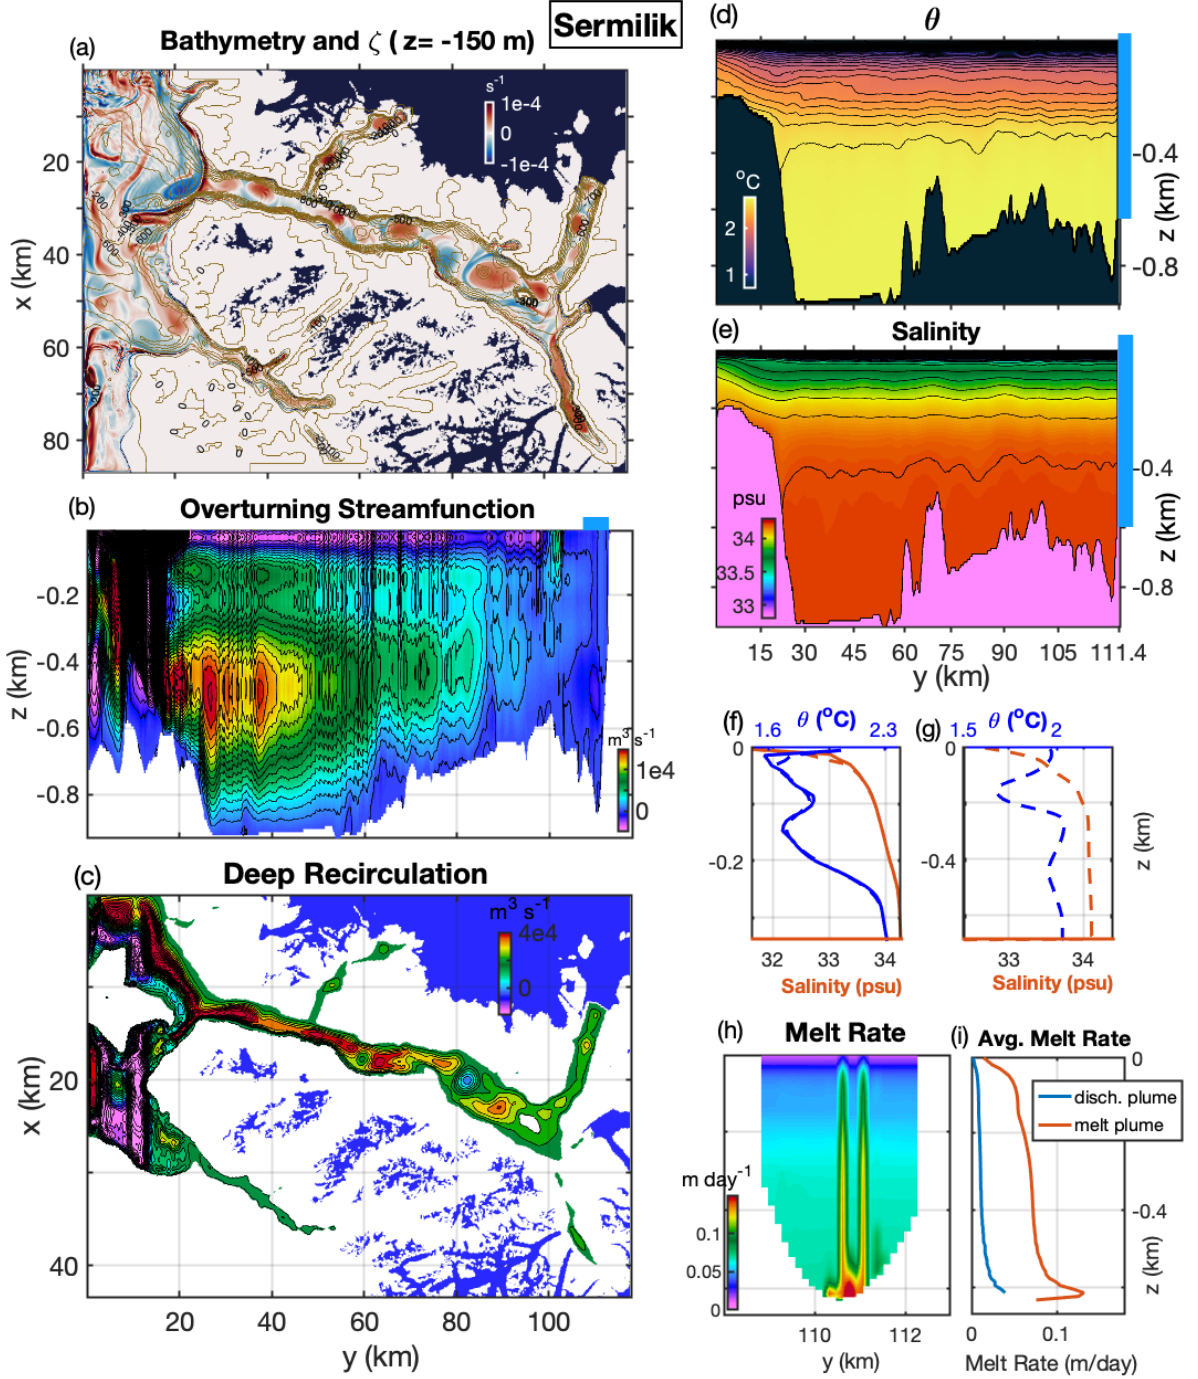 Sermilik
(a)
Bathymetry and ζ ( z= -150 m)
s⁻¹
1e-4
0
-1e-4
20
40
60
80
x (km)
(b)
Overturning Streamfunction
-0.2
-0.4
-0.6
-0.8
z (km)
m³ s⁻¹
1e4
0
(c)
Deep Recirculation
m³ s⁻¹
4e4
0
20
40
x (km)
20 40 60 80 100
y (km)
(d)
θ
°C
2
1
-0.4
-0.8
z (km)
(e)
Salinity
psu
34
33.5
33
-0.4
-0.8
z (km)
15 30 45 60 75 90 105 111.4
y (km)
(f)
1.6 θ (°C) 2.3
0
-0.2
32 33 34
Salinity (psu)
(g)
1.5 θ (°C) 2
0
-0.4
z (km)
33 34
Salinity (psu)
(h)
Melt Rate
m day⁻¹
0.1
0.05
0
110 112
y (km)
(i)
Avg. Melt Rate
disch. plume
melt plume
0
-0.4
z (km)
0 0.1
Melt Rate (m/day)